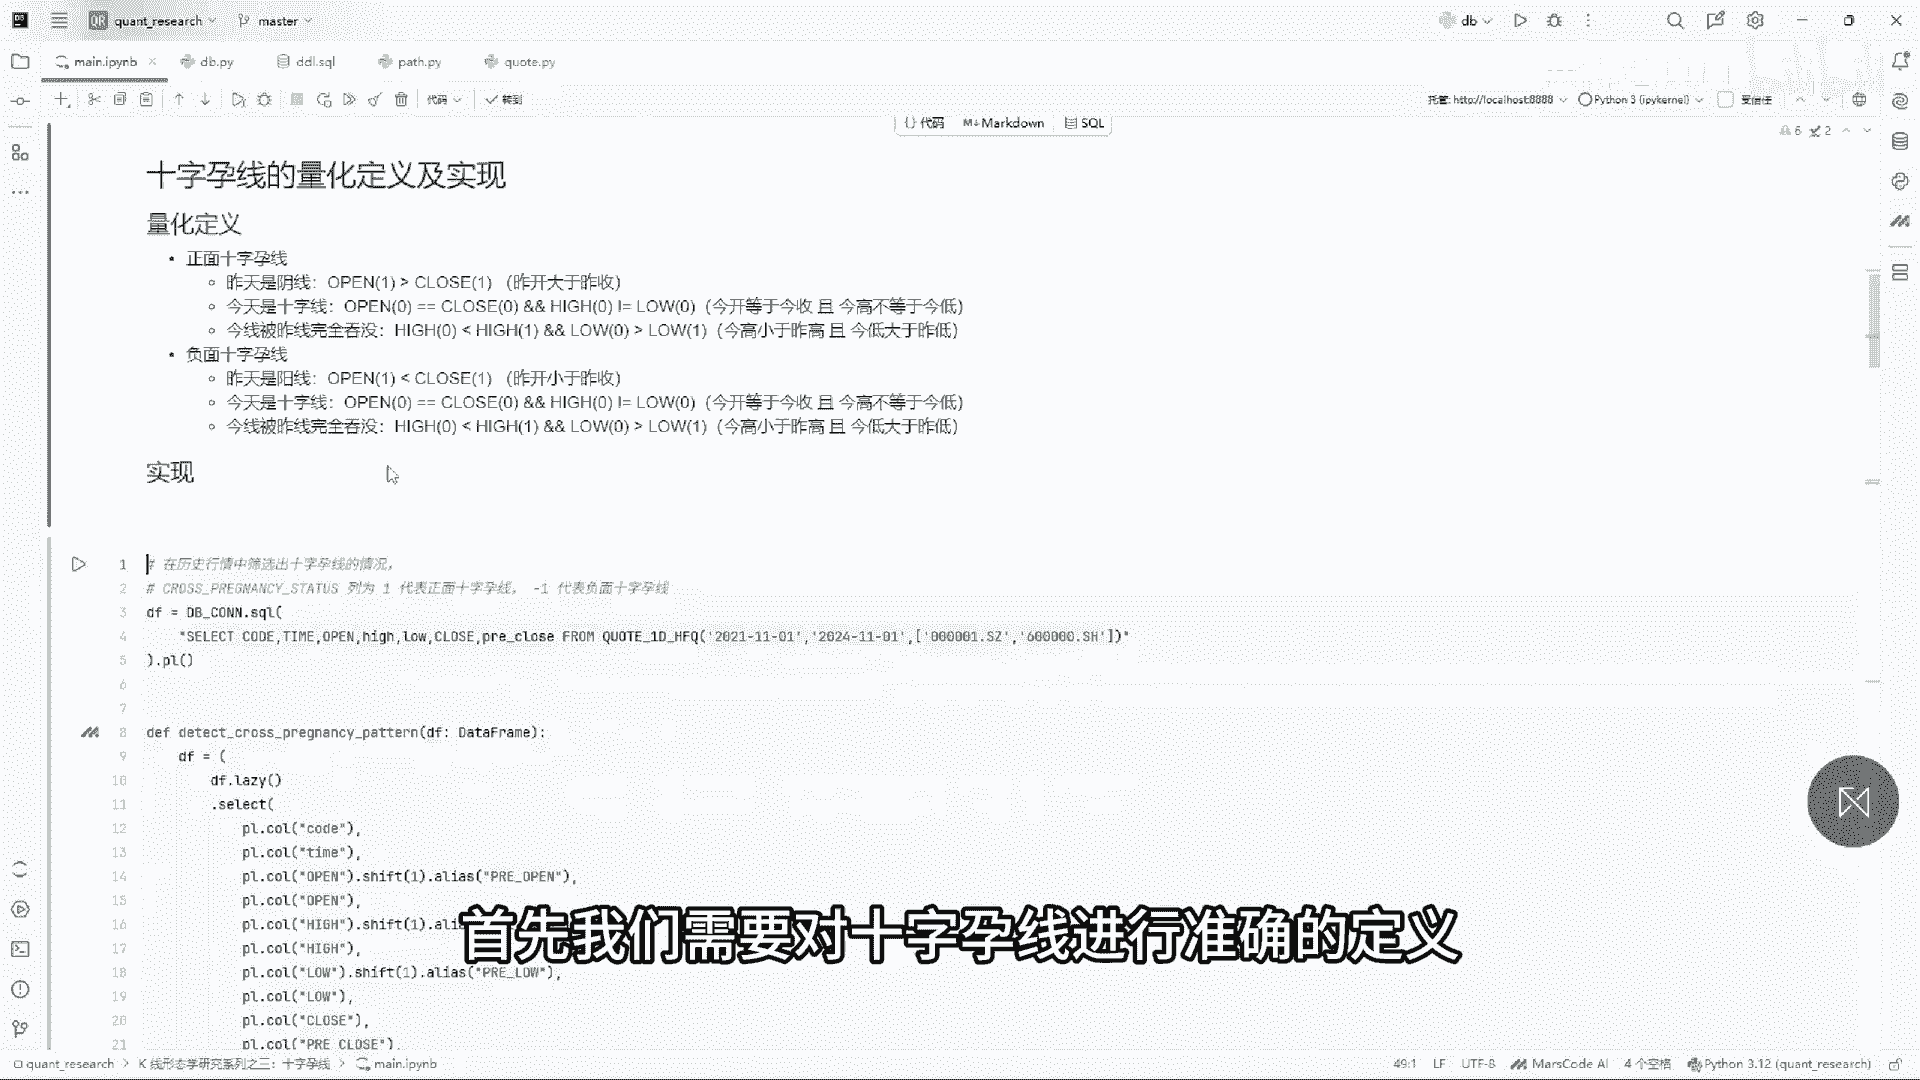 QR quant_research master db
main.ipynb db.py ddl.sql path.py quote.py
代码 转到 托管: http://localhost:8888 Python 3 (ipykernel) 受信任
代码 Markdown SQL
6 2
十字孕线的量化定义及实现
量化定义
正面十字孕线
昨天是阴线：OPEN(1) > CLOSE(1) （昨开大于昨收）
今天是十字线：OPEN(0) == CLOSE(0) && HIGH(0) != LOW(0)（今开等于今收 且 今高不等于今低）
今线被昨线完全吞没：HIGH(0) < HIGH(1) && LOW(0) > LOW(1)（今高小于昨高 且 今低大于昨低）
负面十字孕线
昨天是阳线：OPEN(1) < CLOSE(1) （昨开小于昨收）
今天是十字线：OPEN(0) == CLOSE(0) && HIGH(0) != LOW(0)（今开等于今收 且 今高不等于今低）
今线被昨线完全吞没：HIGH(0) < HIGH(1) && LOW(0) > LOW(1)（今高小于昨高 且 今低大于昨低）
实现
1 # 在历史行情中筛选出十字孕线的情况，
2 # CROSS_PREGNANCY_STATUS 列为 1 代表正面十字孕线， -1 代表负面十字孕线
3 df = DB_CONN.sql(
4 "SELECT CODE,TIME,OPEN,high,low,CLOSE,pre_close FROM QUOTE_1D_HFQ('2021-11-01','2024-11-01',['000001.SZ','600000.SH'])"
5 ).pl()
6
7
8 def detect_cross_pregnancy_pattern(df: DataFrame):
9 df = (
10 df.lazy()
11 .select(
12 pl.col("code"),
13 pl.col("time"),
14 pl.col("OPEN").shift(1).alias("PRE_OPEN"),
15 pl.col("OPEN"),
16 pl.col("HIGH").shift(1).ali
首先我们需要对十字孕线进行准确的定义
17 pl.col("HIGH"),
18 pl.col("LOW").shift(1).alias("PRE_LOW"),
19 pl.col("LOW"),
20 pl.col("CLOSE"),
21 pl.col("PRE_CLOSE"),
quant_research K 线形态学研究系列之三：十字孕线 main.ipynb 49:1 LF UTF-8 MarsCode AI 4 个空格 Python 3.12 (quant_research)